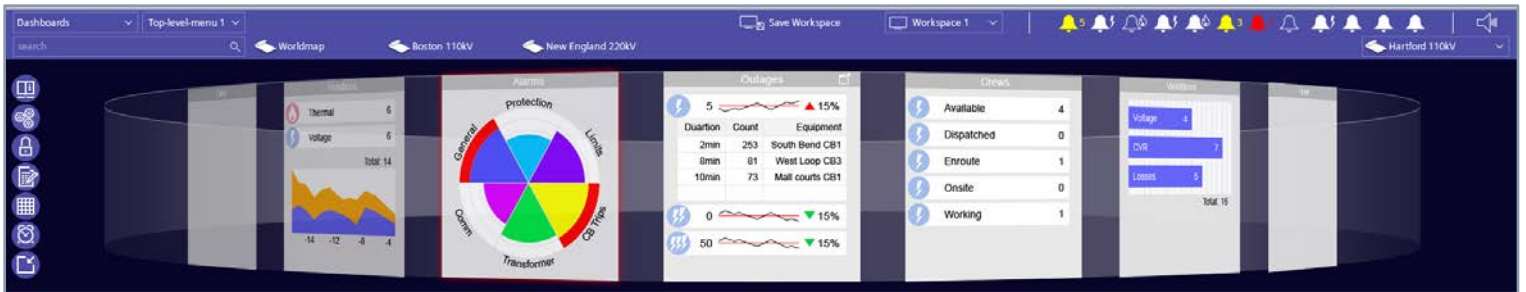 Dashboards Top-level-menu 1 Save Workspace Workspace 1 5 3
search Worldmap Boston 110kV New England 220kV Hartford 110kV
Violations
Thermal 6
Voltage 6
Total: 14
-14 -12 -8 -4
Alarms
Protection
Limits
CB Trips
Transformer
Comm
General
Outages
5 15%
Duartion Count Equipment
2min 253 South Bend CB1
8min 81 West Loop CB3
10min 73 Mall courts CB1
0 15%
50 15%
Crews
Available 4
Dispatched 0
Enroute 1
Onsite 0
Working 1
Violations
Voltage 4
CVR 7
Losses 5
Total: 16